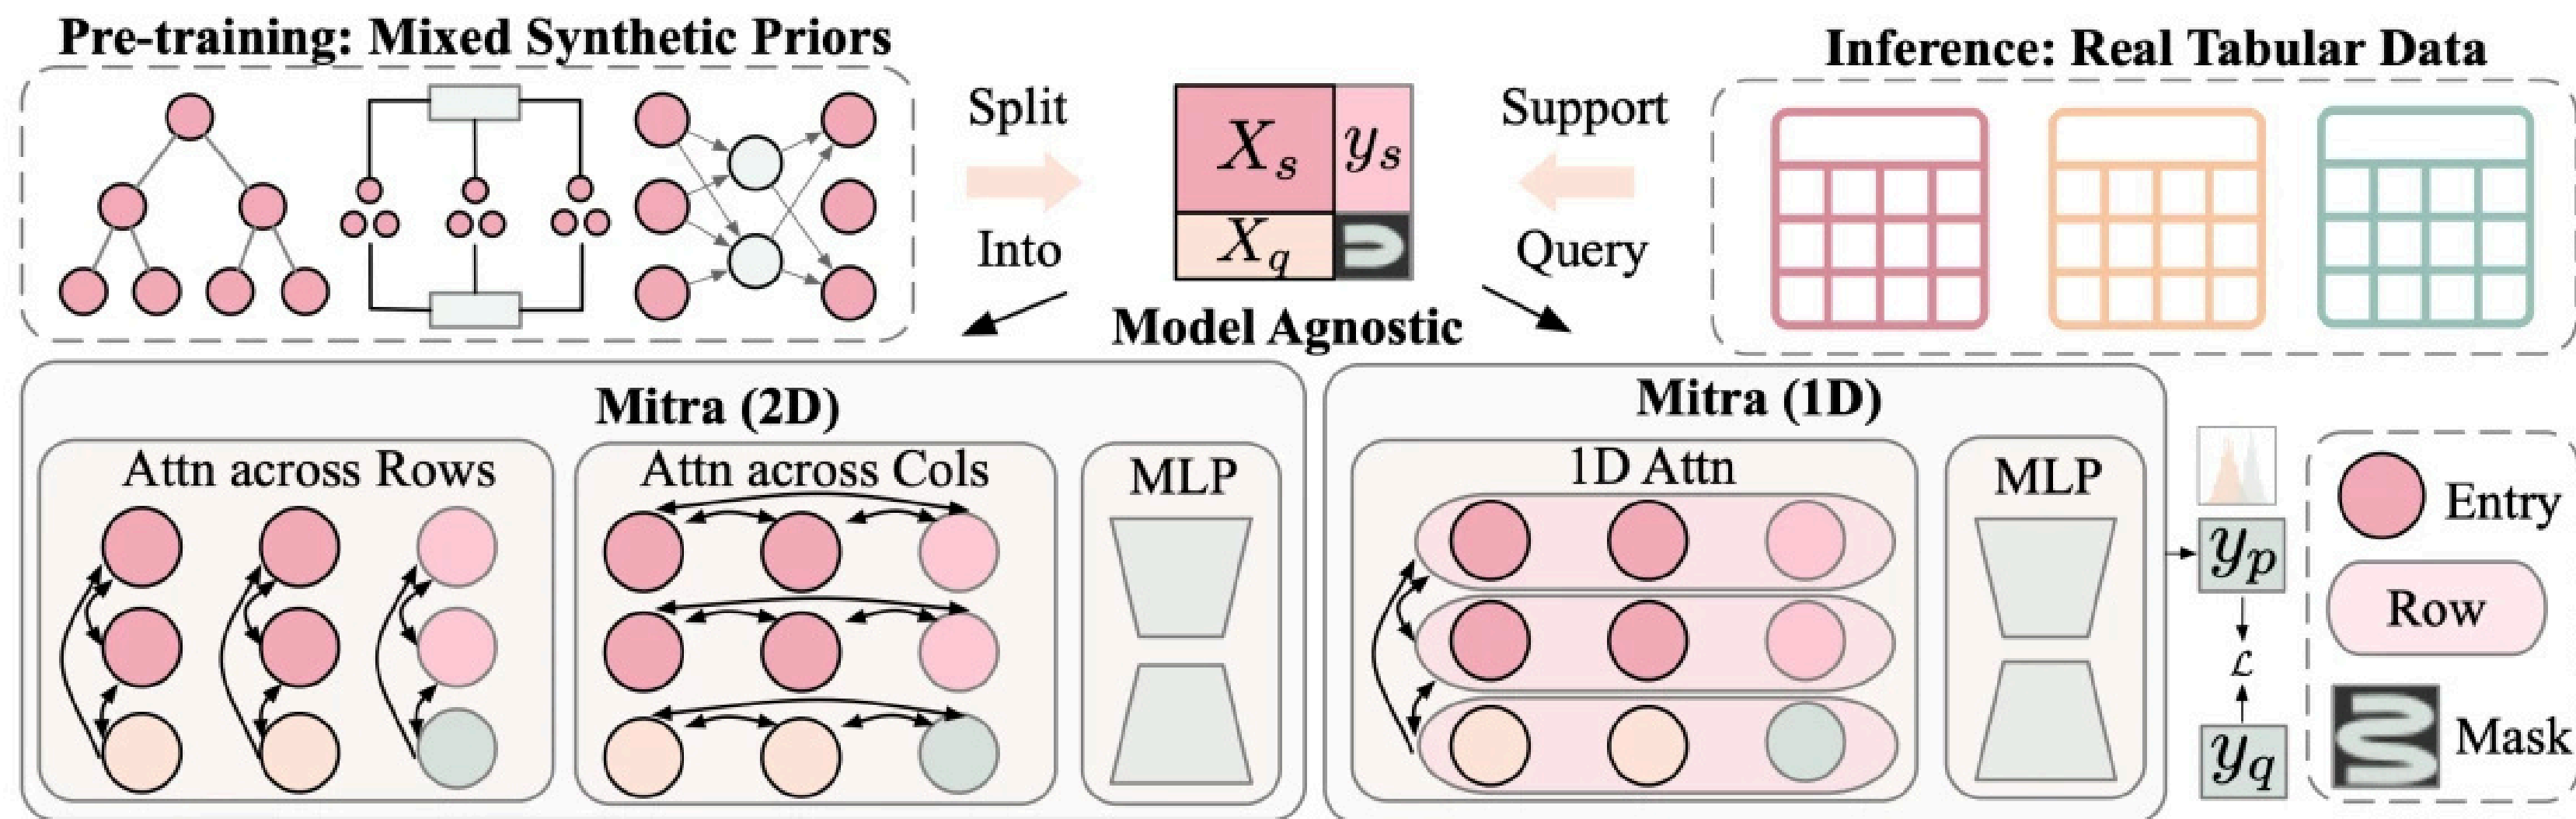 Pre-training: Mixed Synthetic Priors
Split
Into
X_s
y_s
X_q
Support
Query
Inference: Real Tabular Data
Model Agnostic
Mitra (2D)
Attn across Rows
Attn across Cols
MLP
Mitra (1D)
1D Attn
MLP
y_p
ℒ
y_q
Entry
Row
Mask